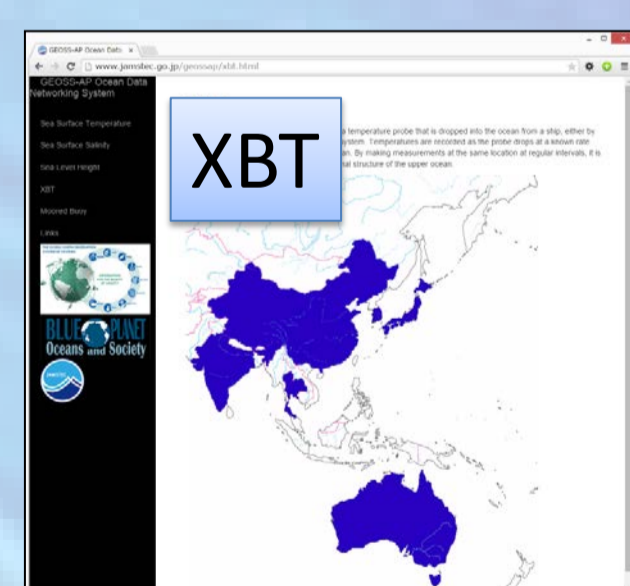 GEOSS-AP Ocean Data
www.jamstec.go.jp/geossap/xbt.html
GEOSS-AP Ocean Data
Networking System
XBT
a temperature probe that is dropped into the ocean from a ship, either by
ystem. Temperatures are recorded as the probe drops at a known rate
an. By making measurements at the same location at regular intervals, it is
al structure of the upper ocean.
Sea Surface Temperature
Sea Surface Salinity
Sea Level Height
XBT
Moored Buoy
Links
BLUE PLANET
Oceans and Society
JAMSTEC